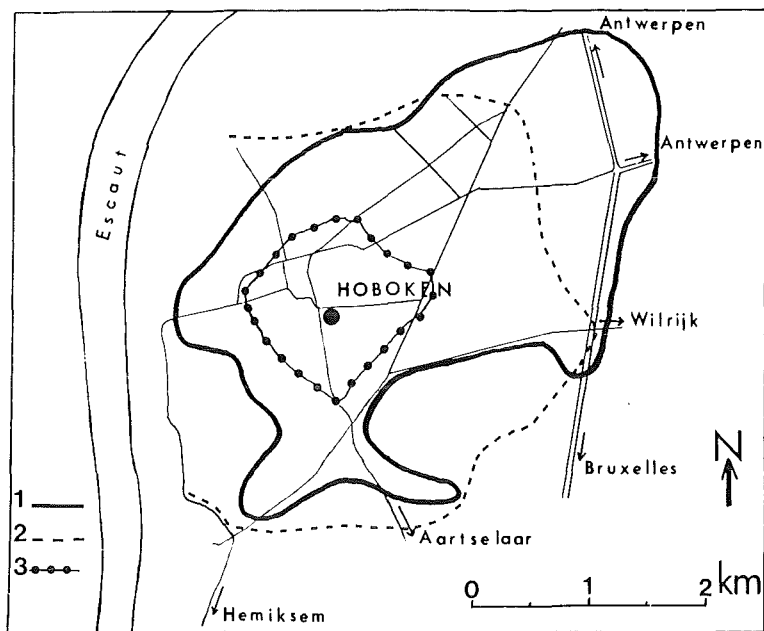 Antwerpen
Antwerpen
Escaut
HOBOKEN
Wilrijk
N
Bruxelles
1
2
3
Aartselaar
Hemiksem
km
0 1 2